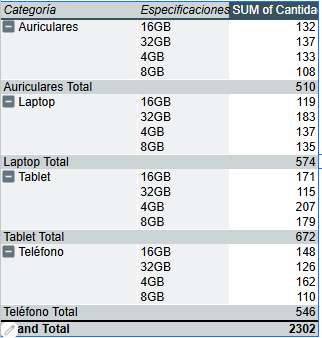 Categoría Especificaciones SUM of Cantida
Auriculares 16GB 132
32GB 137
4GB 133
8GB 108
Auriculares Total 510
Laptop 16GB 119
32GB 183
4GB 137
8GB 135
Laptop Total 574
Tablet 16GB 171
32GB 115
4GB 207
8GB 179
Tablet Total 672
Teléfono 16GB 148
32GB 126
4GB 162
8GB 110
Teléfono Total 546
and Total 2302